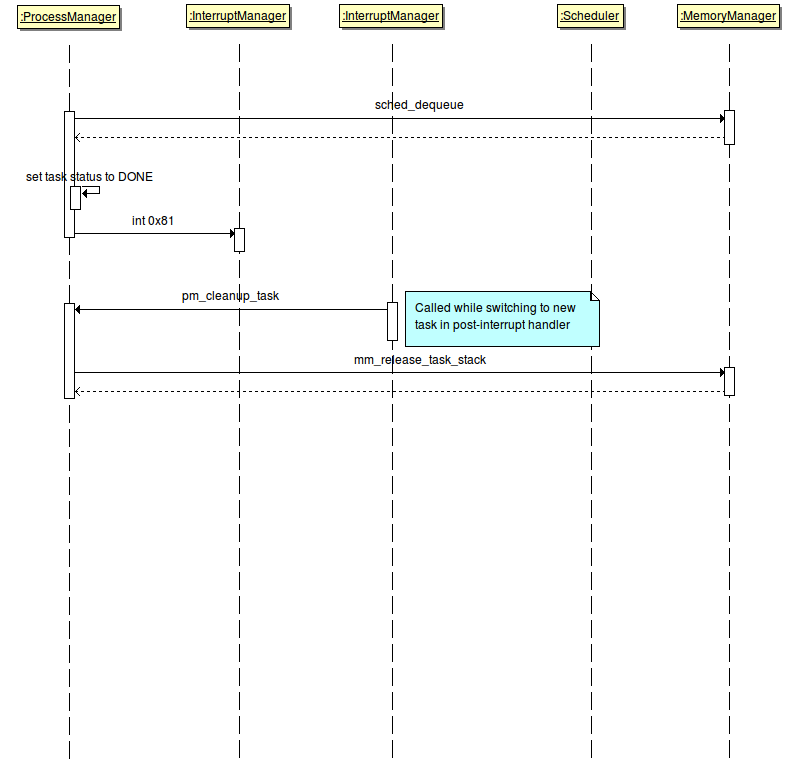 :ProcessManager
:InterruptManager
:InterruptManager
:Scheduler
:MemoryManager
sched_dequeue
set task status to DONE
int 0x81
pm_cleanup_task
Called while switching to new
task in post-interrupt handler
mm_release_task_stack